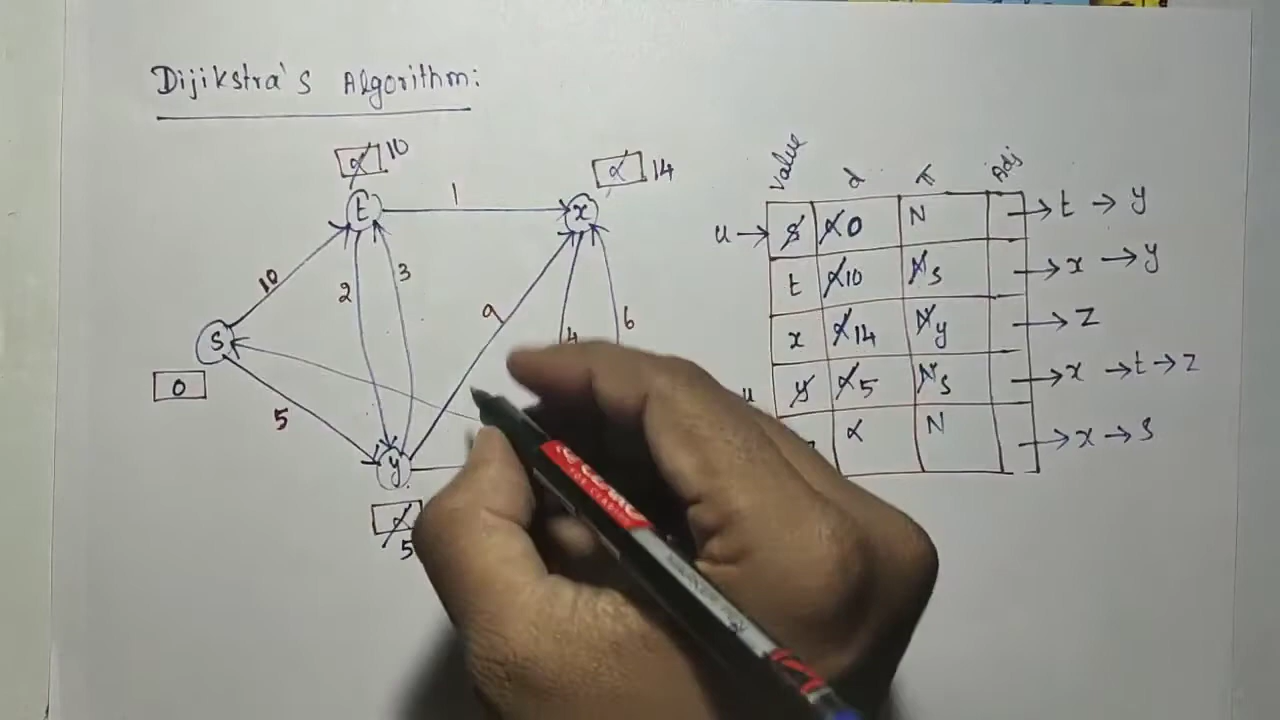 Dijikstra's Algorithm:
∝ 10
∝ 14
Value d π Adj
t 1 x
u → s ∝ 0 N → t → y
10 2 3 9 4 6
t ∝ 10 N s → x → y
s
x ∝ 14 N y → z
0
5
u y ∝ 5 N s → x → t → z
y
∝ N → x → s
∝
5